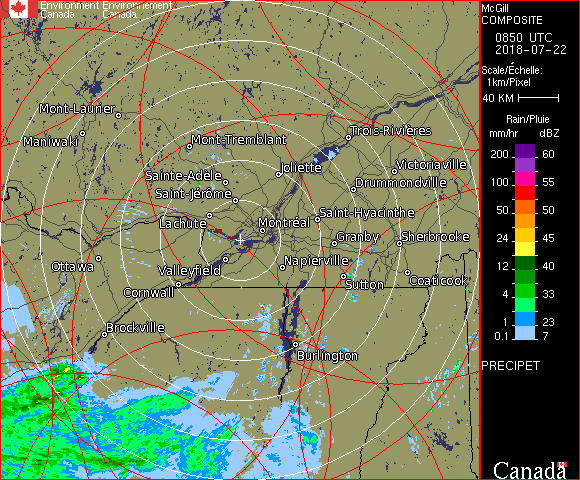 Environment Environnement
Canada Canada
McGill
COMPOSITE
0850 UTC
2018-07-22
Scale/Échelle:
1km/Pixel
40 KM
Rain/Pluie
mm/hr dBZ
200 60
100 55
50 50
24 45
12 40
4 33
2 23
0.1 7
PRECIPET
Canada
Mont-Laurier
Maniwaki
Mont-Tremblant
Trois-Rivières
Joliette
Victoriaville
Sainte-Adèle
Drummondville
Saint-Jérôme
Saint-Hyacinthe
Lachute
Montréal
Granby
Sherbrooke
Ottawa
Valleyfield
Napierville
Coaticook
Cornwall
Sutton
Brockville
Burlington